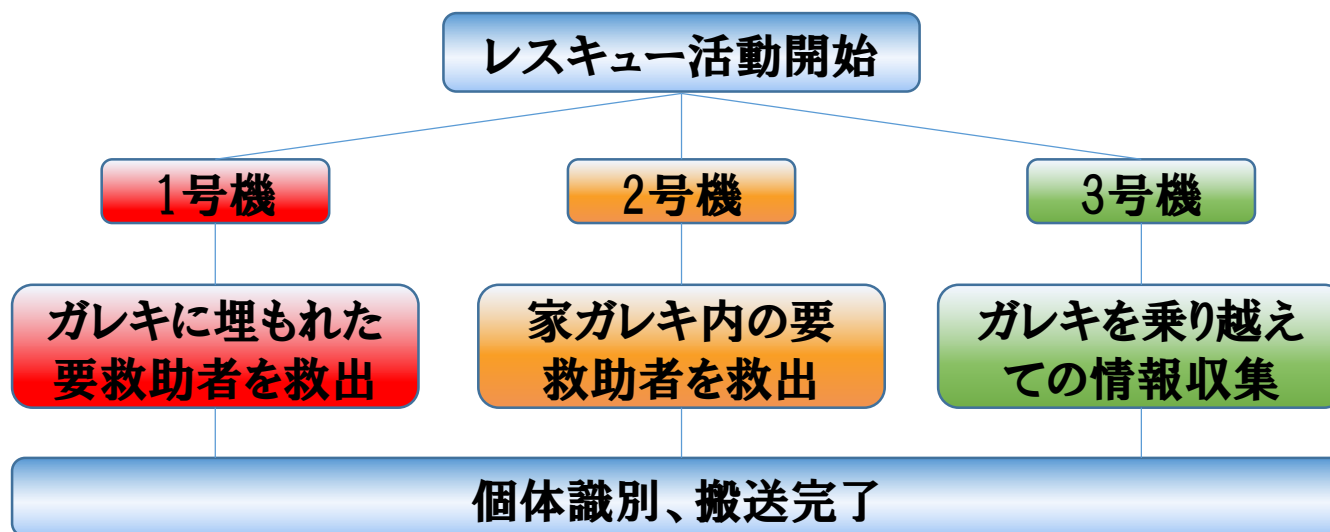 レスキュー活動開始
1号機
2号機
3号機
ガレキに埋もれた
要救助者を救出
家ガレキ内の要
救助者を救出
ガレキを乗り越え
ての情報収集
個体識別、搬送完了